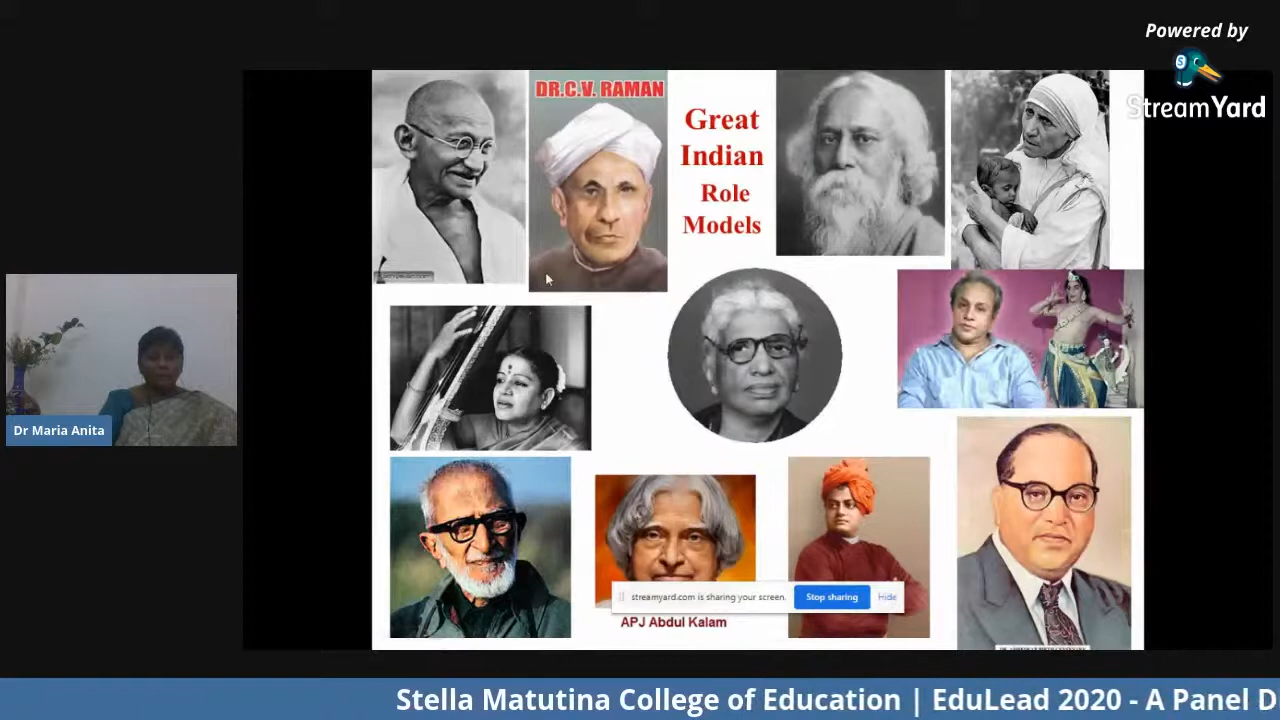 Powered by
StreamYard
DR.C.V. RAMAN
Great
Indian
Role
Models
Dr Maria Anita
streamyard.com is sharing your screen.
Stop sharing
Hide
APJ Abdul Kalam
Stella Matutina College of Education | EduLead 2020 - A Panel D